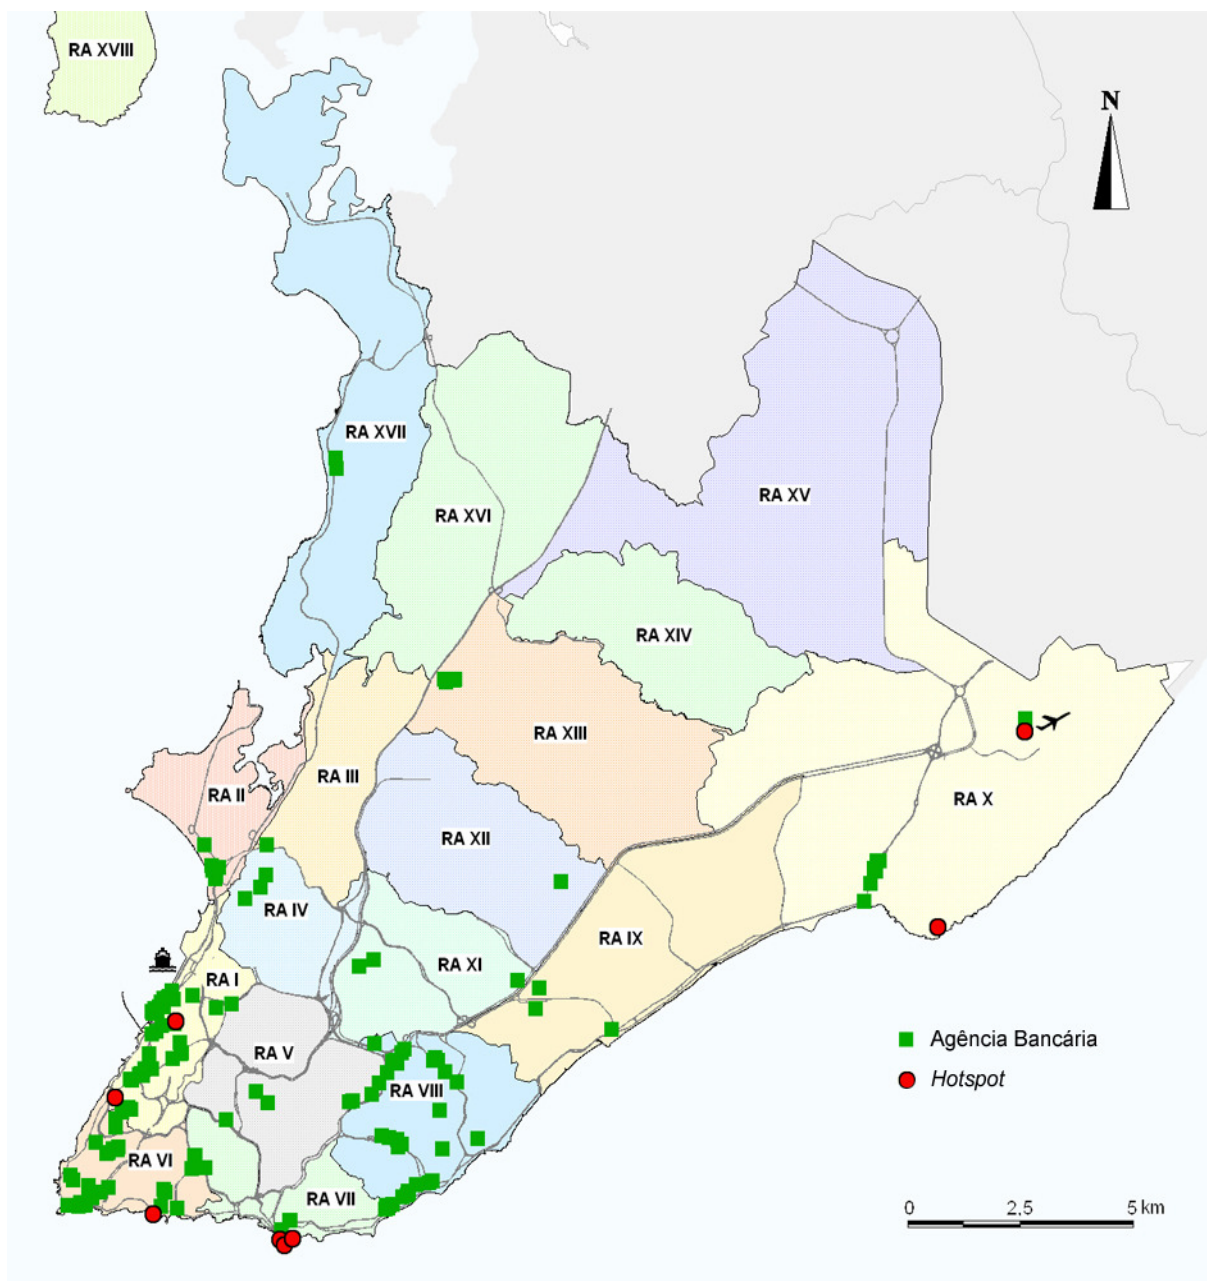 RA XVIII
N
RA XVII
RA XV
RA XVI
RA XIV
RA XIII
RA III
RA II
RA X
RA XII
RA IV
RA IX
RA XI
RA I
Agência Bancária
RA V
Hotspot
RA VIII
RA VI
RA VII
0 2,5 5 km